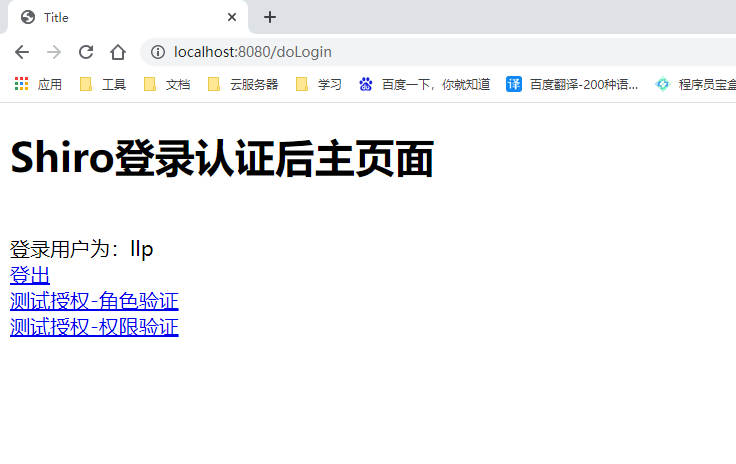 Title
localhost:8080/doLogin
应用 工具 文档 云服务器 学习 百度一下，你就知道 译 百度翻译-200种语... 程序员宝盒
Shiro登录认证后主页面
登录用户为：llp
登出
测试授权-角色验证
测试授权-权限验证